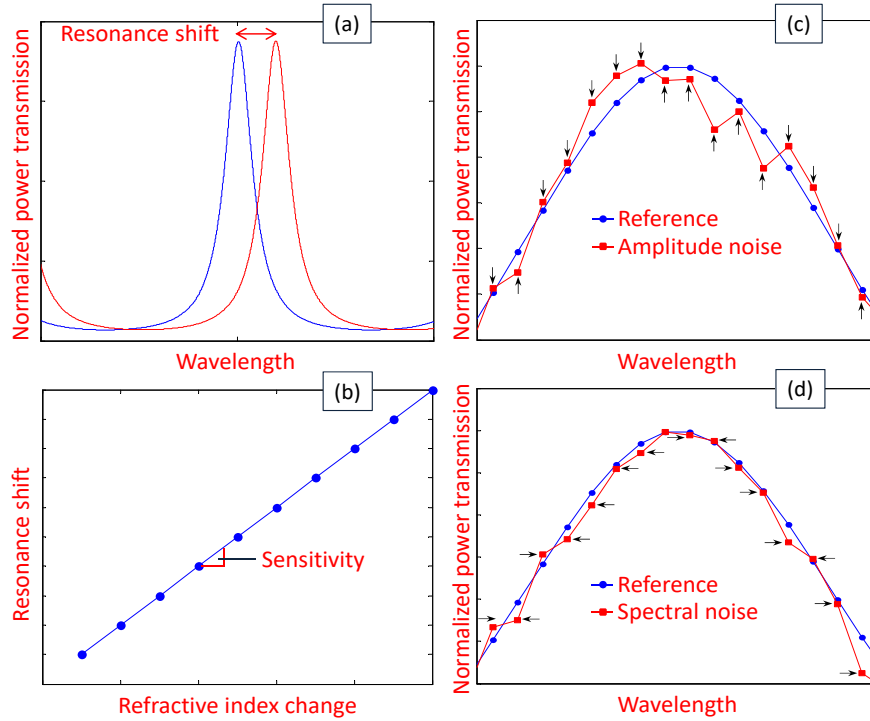 (a)
Resonance shift
Normalized power transmission
Wavelength
(b)
Resonance shift
Sensitivity
Refractive index change
(c)
Normalized power transmission
Reference
Amplitude noise
Wavelength
(d)
Normalized power transmission
Reference
Spectral noise
Wavelength